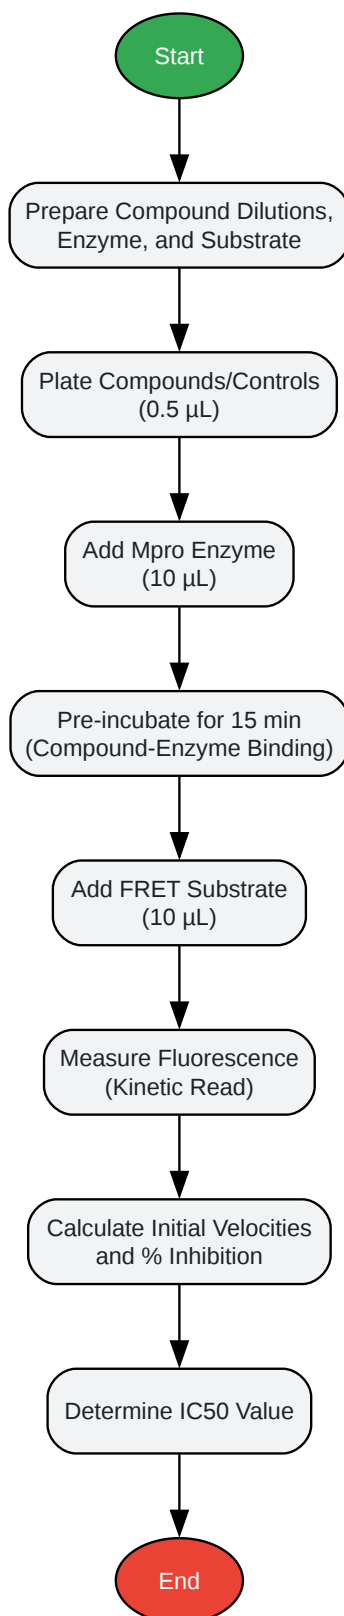 Start
Prepare Compound Dilutions,
Enzyme, and Substrate
Plate Compounds/Controls
(0.5 µL)
Add Mpro Enzyme
(10 µL)
Pre-incubate for 15 min
(Compound-Enzyme Binding)
Add FRET Substrate
(10 µL)
Measure Fluorescence
(Kinetic Read)
Calculate Initial Velocities
and % Inhibition
Determine IC50 Value
End